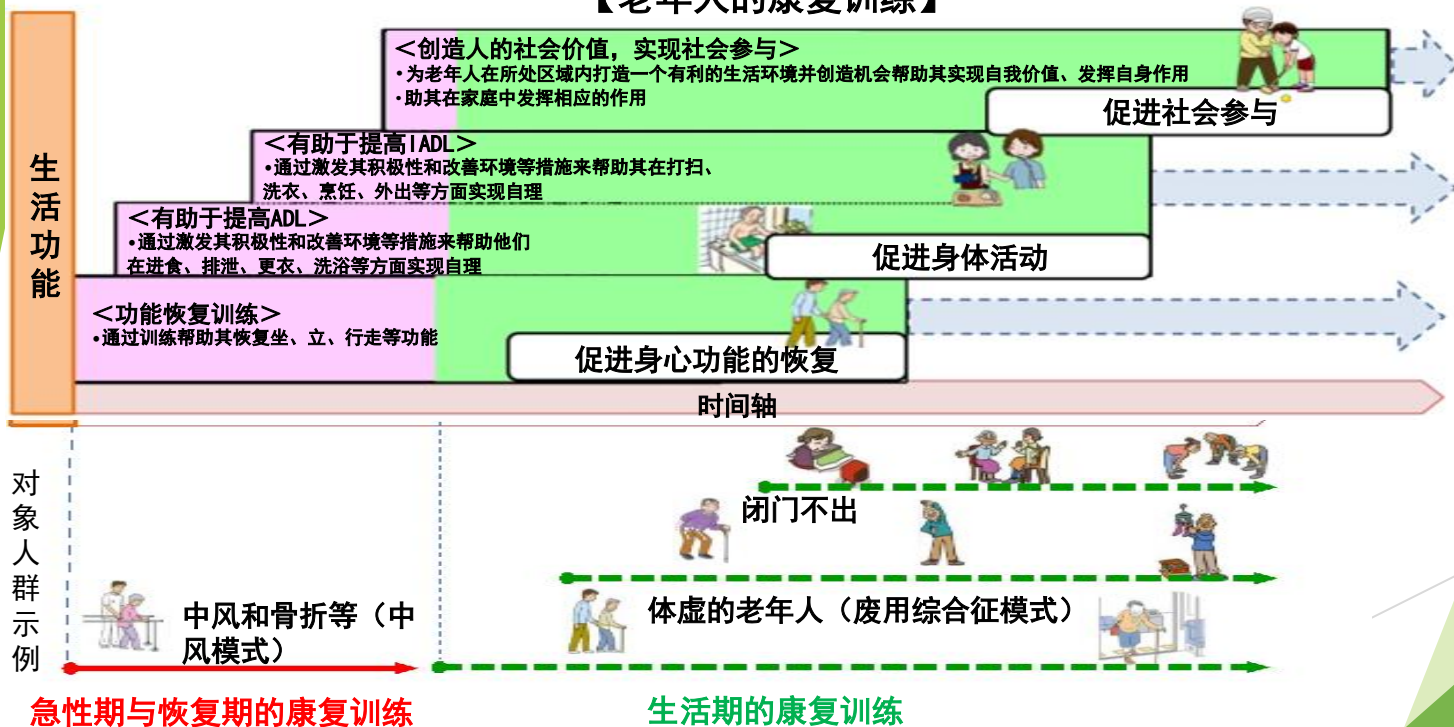 【老年人的康复训练】
生活功能
<创造人的社会价值，实现社会参与>
•为老年人在所处区域内打造一个有利的生活环境并创造机会帮助其实现自我价值、发挥自身作用
•助其在家庭中发挥相应的作用
促进社会参与
<有助于提高IADL>
•通过激发其积极性和改善环境等措施来帮助其在打扫、
洗衣、烹饪、外出等方面实现自理
<有助于提高ADL>
•通过激发其积极性和改善环境等措施来帮助他们
在进食、排泄、更衣、洗浴等方面实现自理
促进身体活动
<功能恢复训练>
•通过训练帮助其恢复坐、立、行走等功能
促进身心功能的恢复
时间轴
对象人群示例
闭门不出
中风和骨折等（中
风模式）
体虚的老年人（废用综合征模式）
急性期与恢复期的康复训练
生活期的康复训练